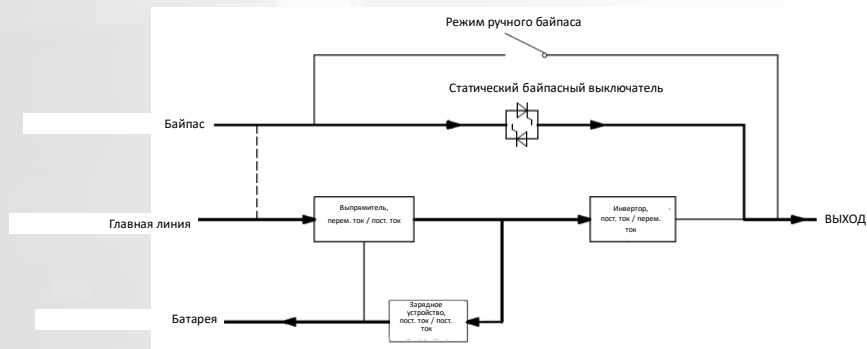 Режим ручного байпаса
Статический байпасный выключатель
Байпас
Выпрямитель,
перем. ток / пост. ток
Инвертор,
пост. ток / перем.
ток
Главная линия
ВЫХОД
Зарядное
устройство,
пост. ток / пост.
ток
Батарея